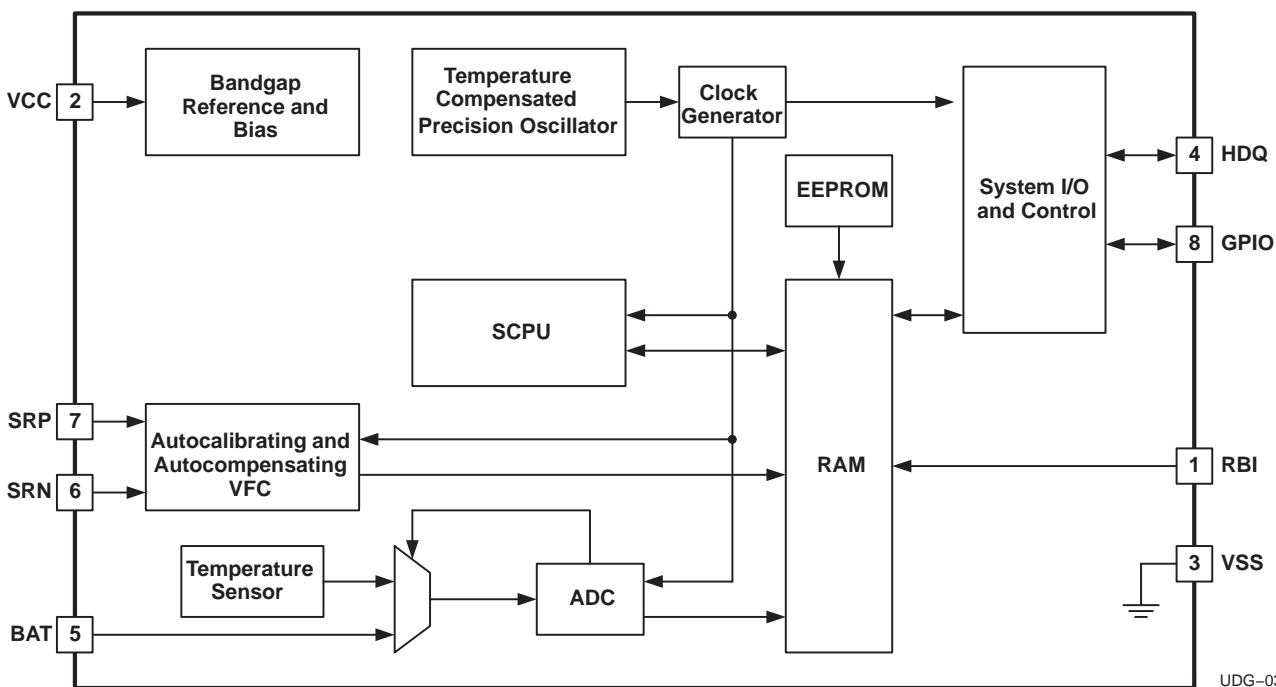 VCC
2
Bandgap
Reference and
Bias
Temperature
Compensated
Precision Oscillator
Clock
Generator
System I/O
and Control
4
HDQ
8
GPIO
EEPROM
SCPU
RAM
SRP
7
SRN
6
Autocalibrating and
Autocompensating
VFC
1
RBI
3
VSS
Temperature
Sensor
ADC
BAT
5
UDG–03